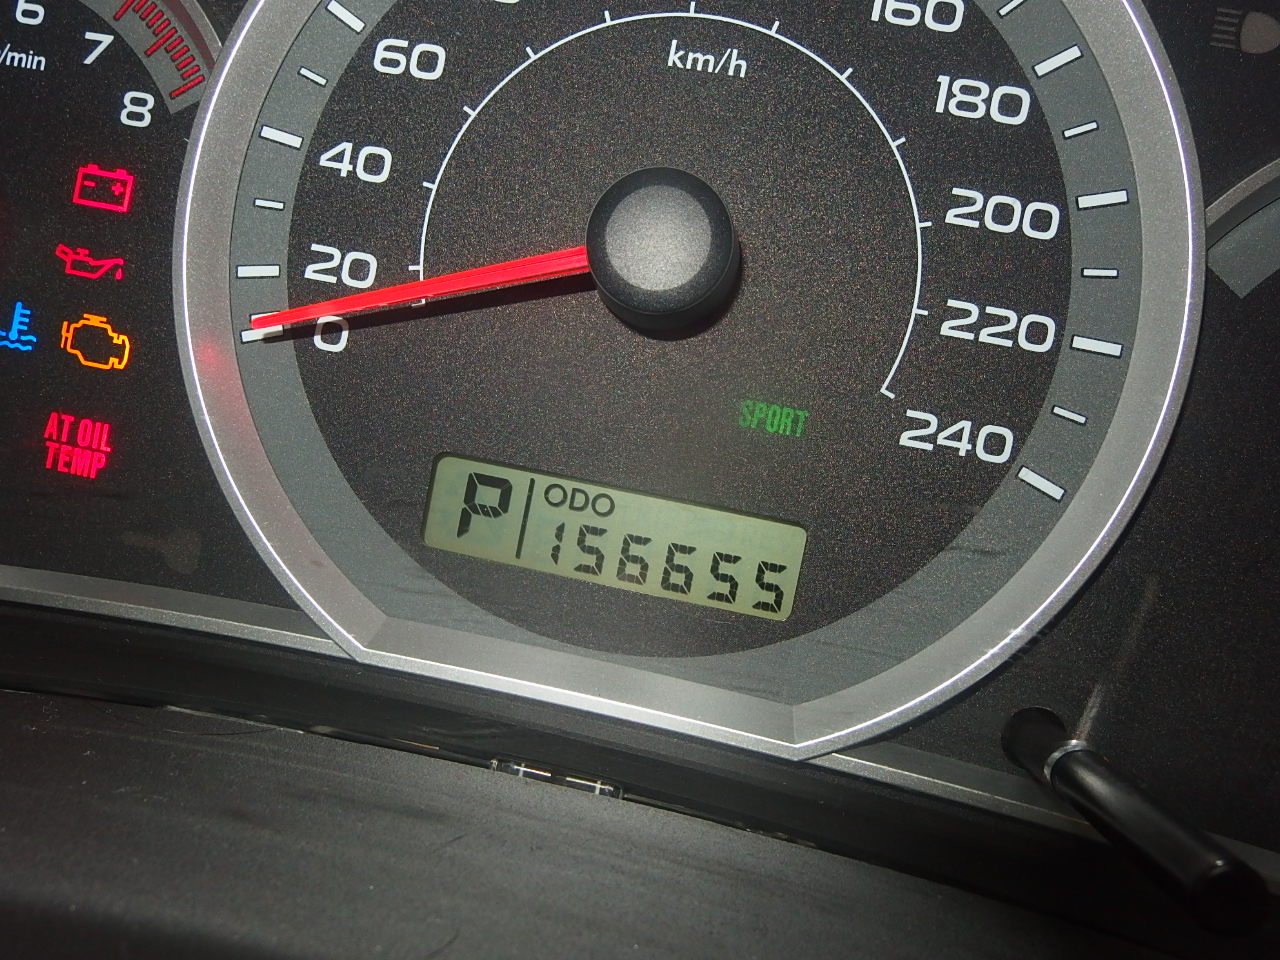 6
7
/min
8
60
40
20
0
km/h
160
180
200
220
240
AT OIL
TEMP
SPORT
P ODO
156655